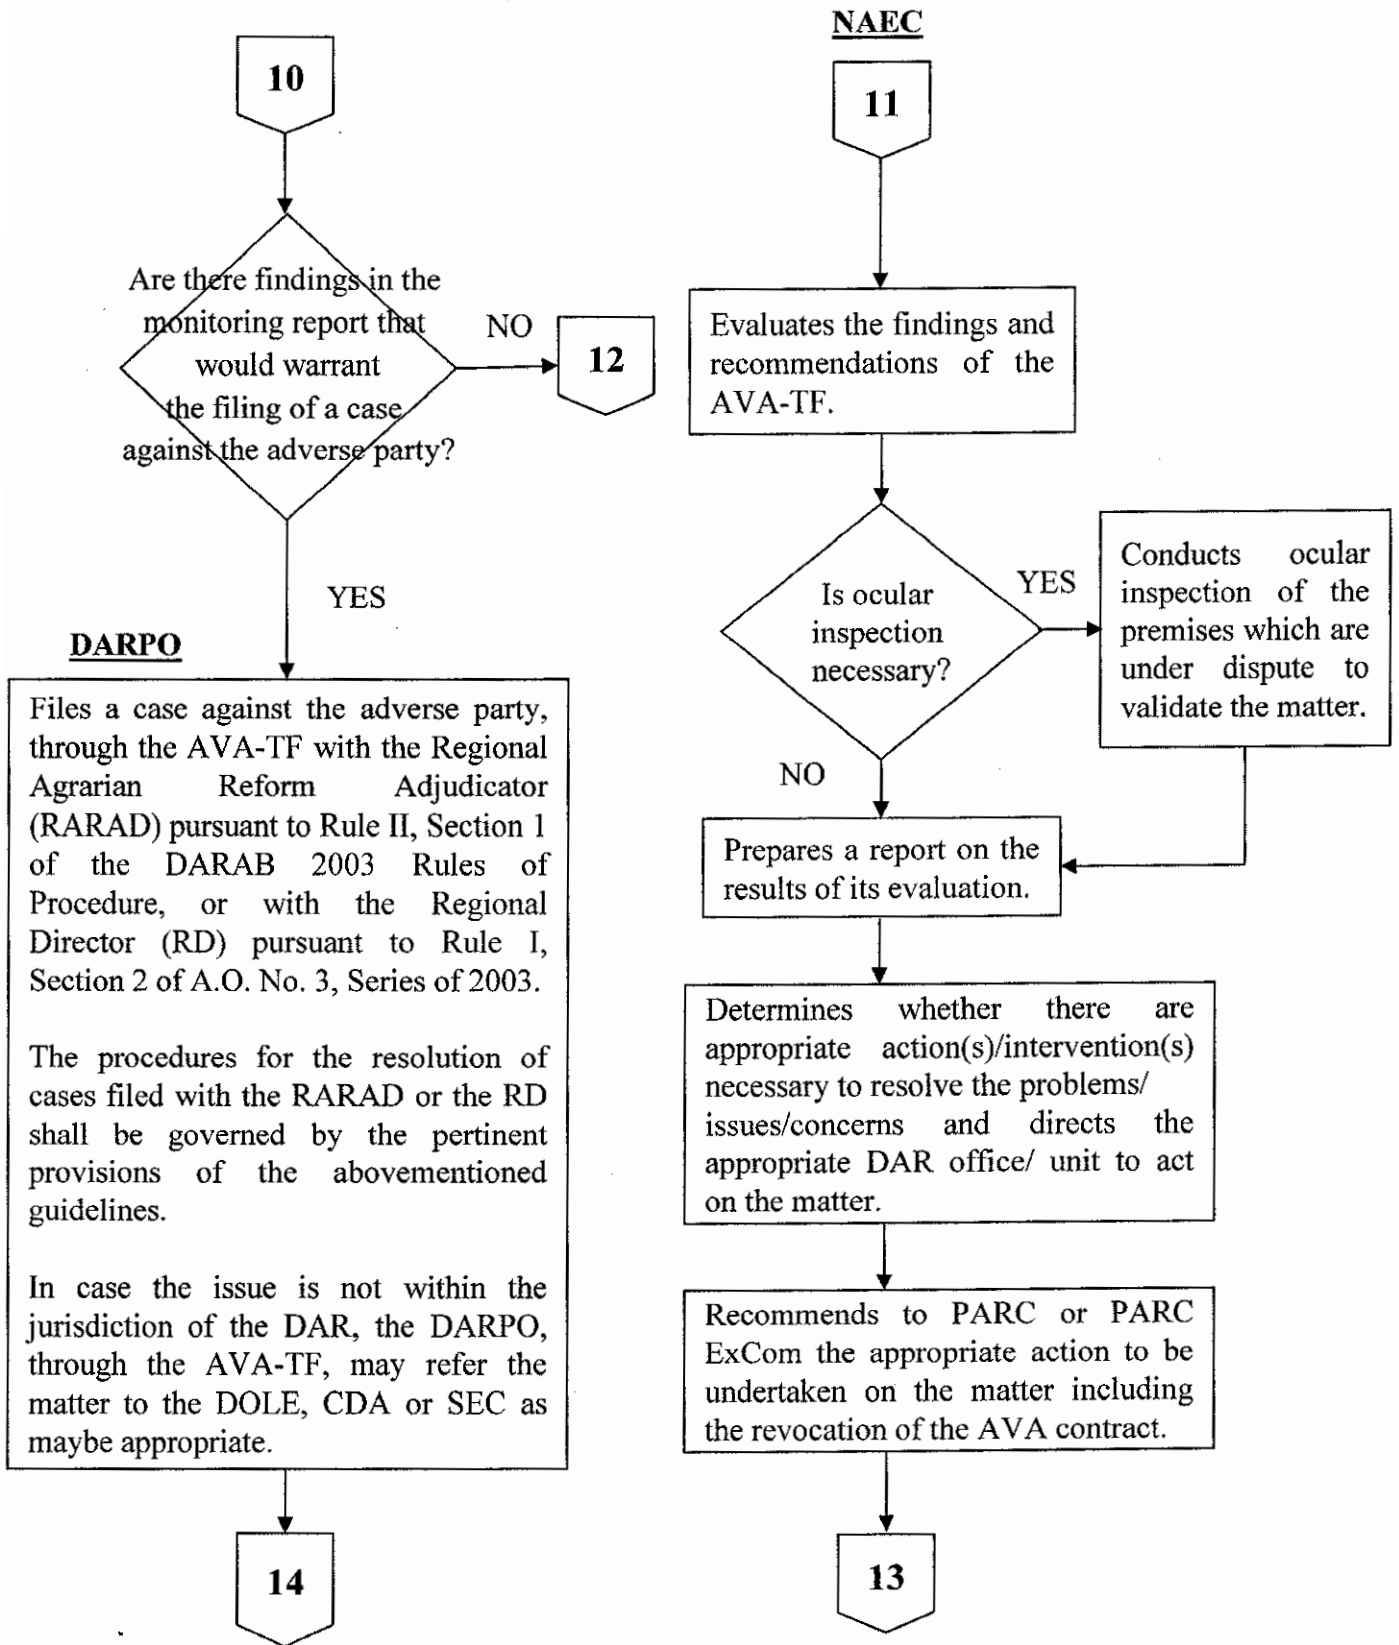 10
Are there findings in the
monitoring report that
would warrant
the filing of a case
against the adverse party?
NO
12
YES
DARPO
Files a case against the adverse party,
through the AVA-TF with the Regional
Agrarian Reform Adjudicator
(RARAD) pursuant to Rule II, Section 1
of the DARAB 2003 Rules of
Procedure, or with the Regional
Director (RD) pursuant to Rule I,
Section 2 of A.O. No. 3, Series of 2003.
The procedures for the resolution of
cases filed with the RARAD or the RD
shall be governed by the pertinent
provisions of the abovementioned
guidelines.
In case the issue is not within the
jurisdiction of the DAR, the DARPO,
through the AVA-TF, may refer the
matter to the DOLE, CDA or SEC as
maybe appropriate.
14
NAEC
11
Evaluates the findings and
recommendations of the
AVA-TF.
Is ocular
inspection
necessary?
YES
Conducts ocular
inspection of the
premises which are
under dispute to
validate the matter.
NO
Prepares a report on the
results of its evaluation.
Determines whether there are
appropriate action(s)/intervention(s)
necessary to resolve the problems/
issues/concerns and directs the
appropriate DAR office/ unit to act
on the matter.
Recommends to PARC or PARC
ExCom the appropriate action to be
undertaken on the matter including
the revocation of the AVA contract.
13